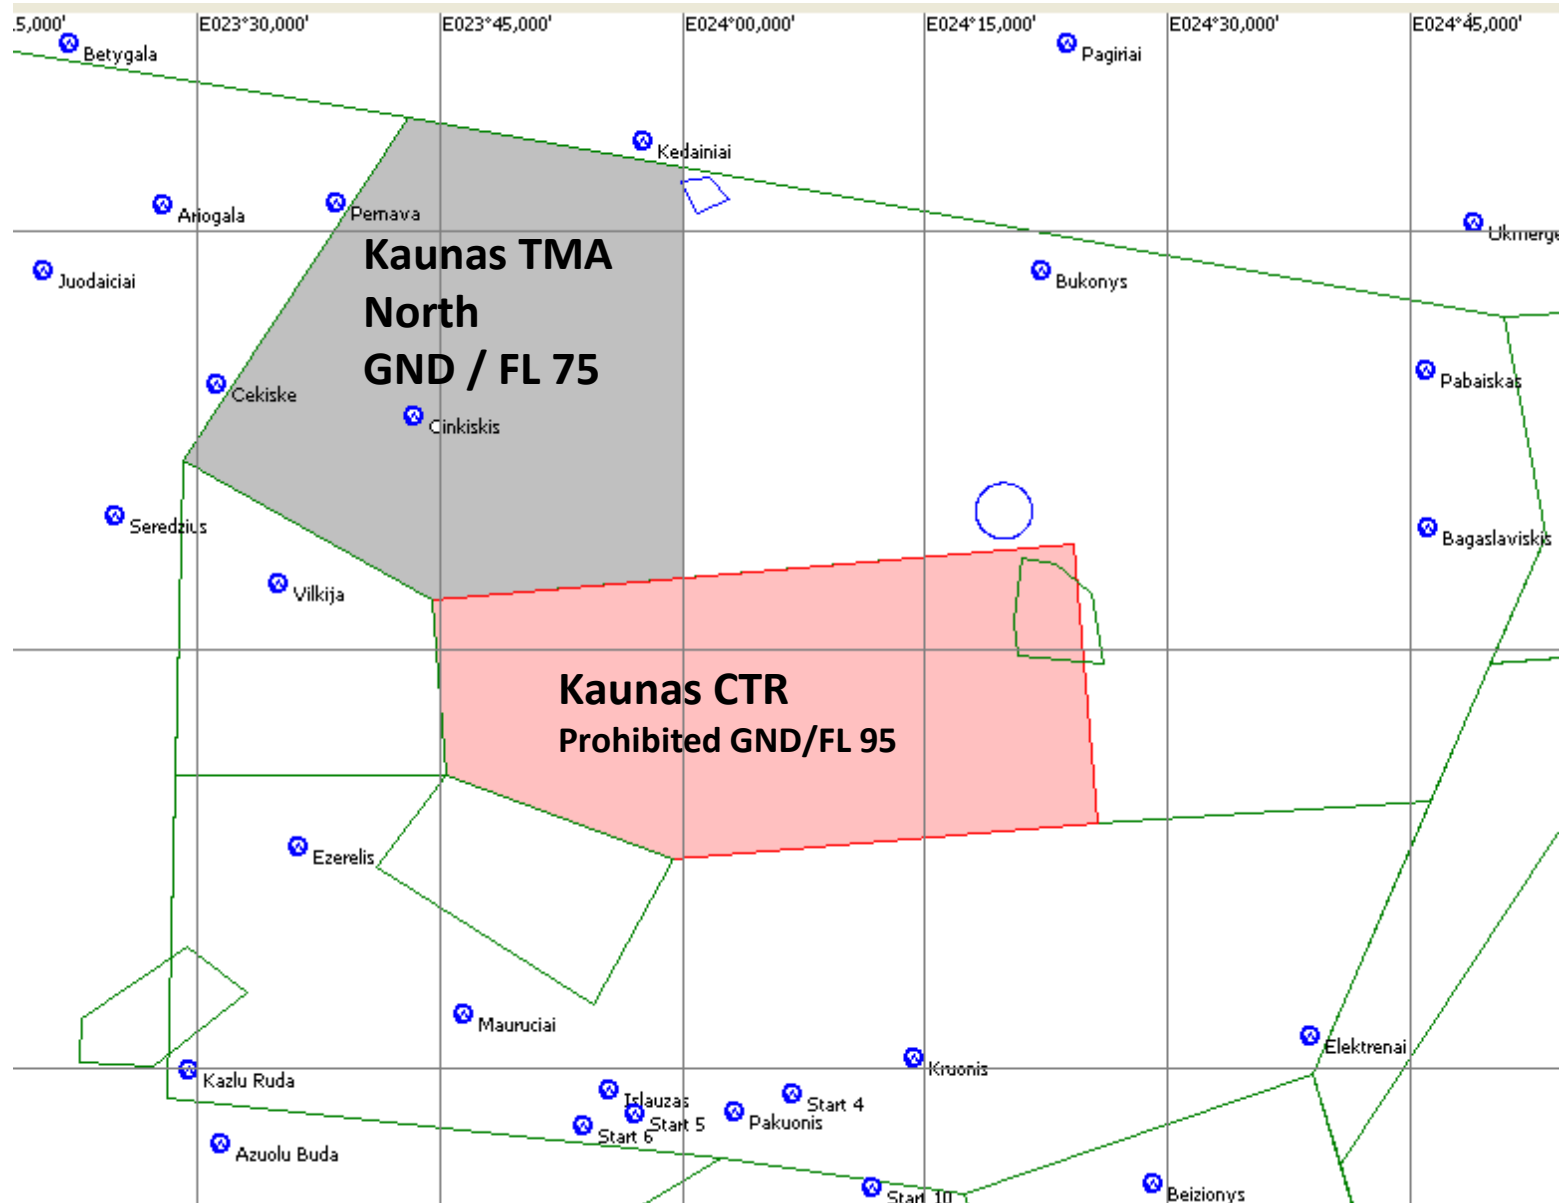 .5,000' E023°30,000' E023°45,000' E024°00,000' E024°15,000' E024°30,000' E024°45,000'
Betygala
Pagiriai
Kedainiai
Ariogala
Pernava
Ukmerge
Kaunas TMA
North
GND / FL 75
Juodaiciai
Bukonys
Cekiske
Pabaiskas
Cinkiskis
Seredzius
Bagaslaviskis
Vilkija
Kaunas CTR
Prohibited GND/FL 95
Ezerelis
Mauruciai
Elektrenai
Kruonis
Kazlu Ruda
Islauzas
Start 4
Start 5
Pakuonis
Start 6
Azuolu Buda
Start 10
Beizionys